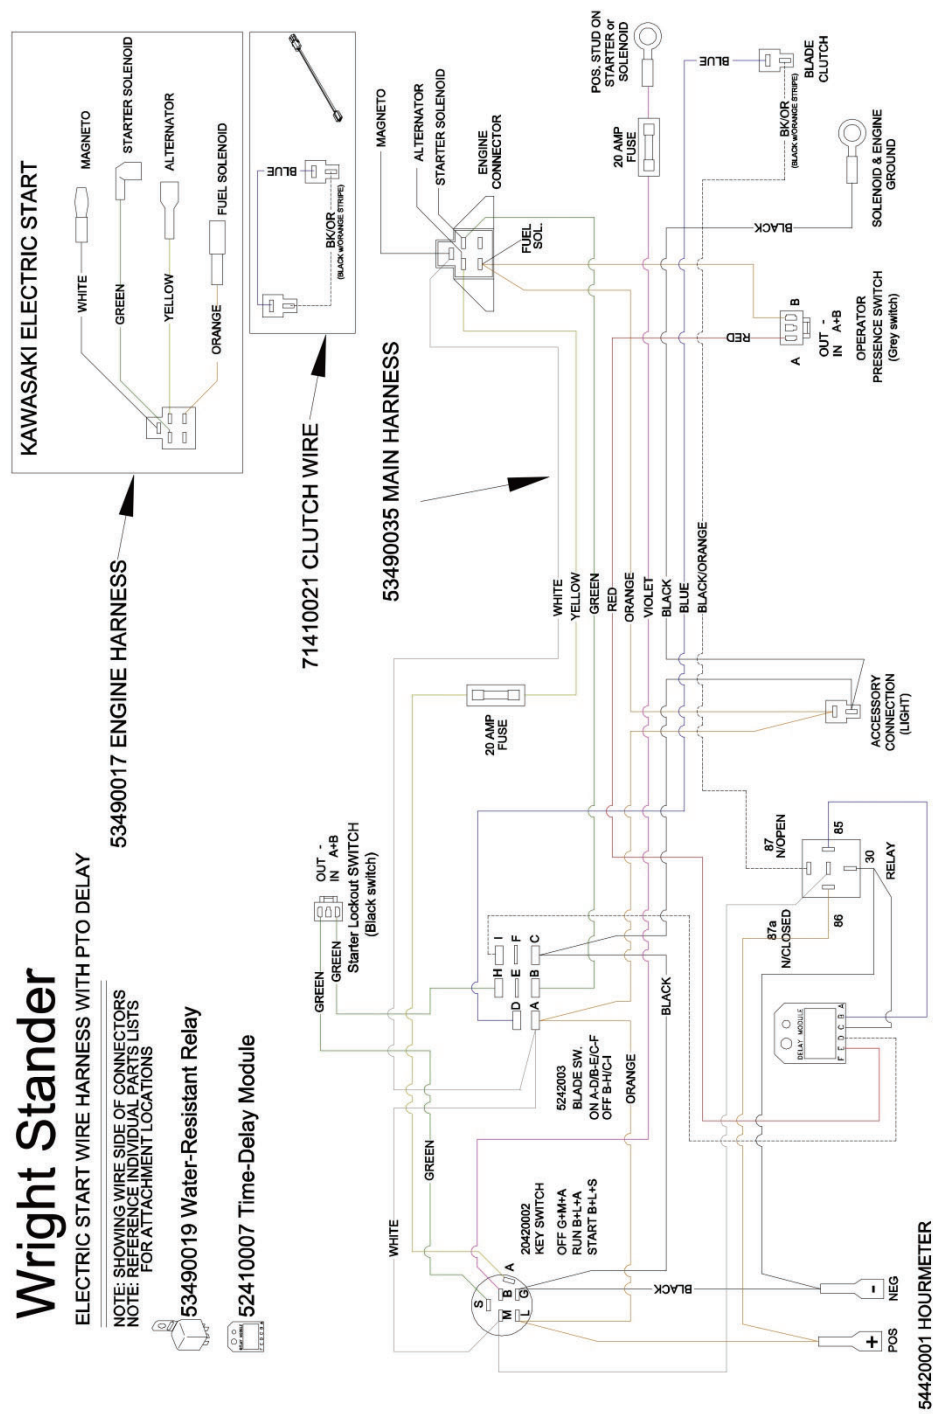 Wright Stander
ELECTRIC START WIRE HARNESS WITH PTO DELAY
NOTE: SHOWING WIRE SIDE OF CONNECTORS
NOTE: REFERENCE INDIVIDUAL PARTS LISTS
FOR ATTACHMENT LOCATIONS
53490019 Water-Resistant Relay
DELAY MODULE
F E D C B A
52410007 Time-Delay Module
53490017 ENGINE HARNESS
KAWASAKI ELECTRIC START
WHITE
MAGNETO
GREEN
STARTER SOLENOID
YELLOW
ALTERNATOR
ORANGE
FUEL SOLENOID
71410021 CLUTCH WIRE
BLUE
BK/OR
(BLACK w/ORANGE STRIPE)
53490035 MAIN HARNESS
MAGNETO
ALTERNATOR
STARTER SOLENOID
ENGINE
CONNECTOR
FUEL
SOL.
POS. STUD ON
STARTER or
SOLENOID
20 AMP
FUSE
BLUE
BLADE
CLUTCH
BK/OR
(BLACK w/ORANGE STRIPE)
BLACK
SOLENOID & ENGINE
GROUND
RED
A
B
OUT -
IN A+B
OPERATOR
PRESENCE SWITCH
(Grey switch)
WHITE
YELLOW
GREEN
RED
ORANGE
VIOLET
BLACK
BLUE
BLACK/ORANGE
20 AMP
FUSE
ACCESSORY
CONNECTION
(LIGHT)
OUT -
IN A+B
Starter Lockout SWITCH
(Black switch)
GREEN
GREEN
H
I
D
E
F
A
B
C
5242003
BLADE SW.
ON A-D/B-E/C-F
OFF B-H/C-I
BLACK
ORANGE
87
N/OPEN
85
30
RELAY
87a
N/CLOSED
86
DELAY MODULE
F E D C B A
GREEN
WHITE
20420002
KEY SWITCH
OFF G+M+A
RUN B+L+A
START B+L+S
S
A
B
G
M
L
BLACK
-
NEG
+
POS
54420001 HOURMETER